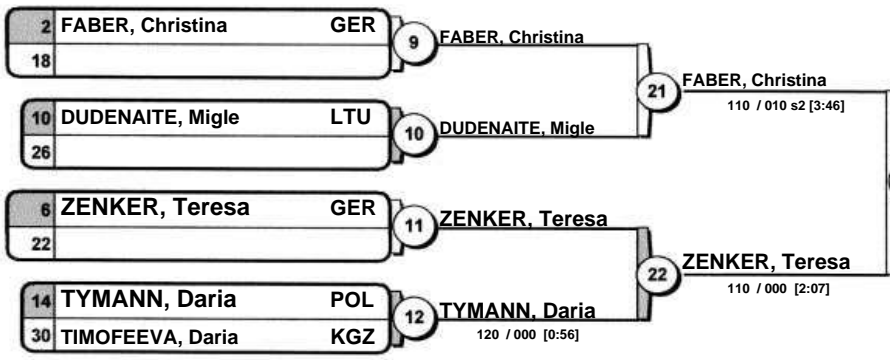 2 FABER, Christina GER
18
9 FABER, Christina
21 FABER, Christina
110 / 010 s2 [3:46]
10 DUDENAITE, Migle LTU
26
10 DUDENAITE, Migle
6 ZENKER, Teresa GER
22
11 ZENKER, Teresa
22 ZENKER, Teresa
110 / 000 [2:07]
14 TYMANN, Daria POL
30 TIMOFEEVA, Daria KGZ
12 TYMANN, Daria
120 / 000 [0:56]